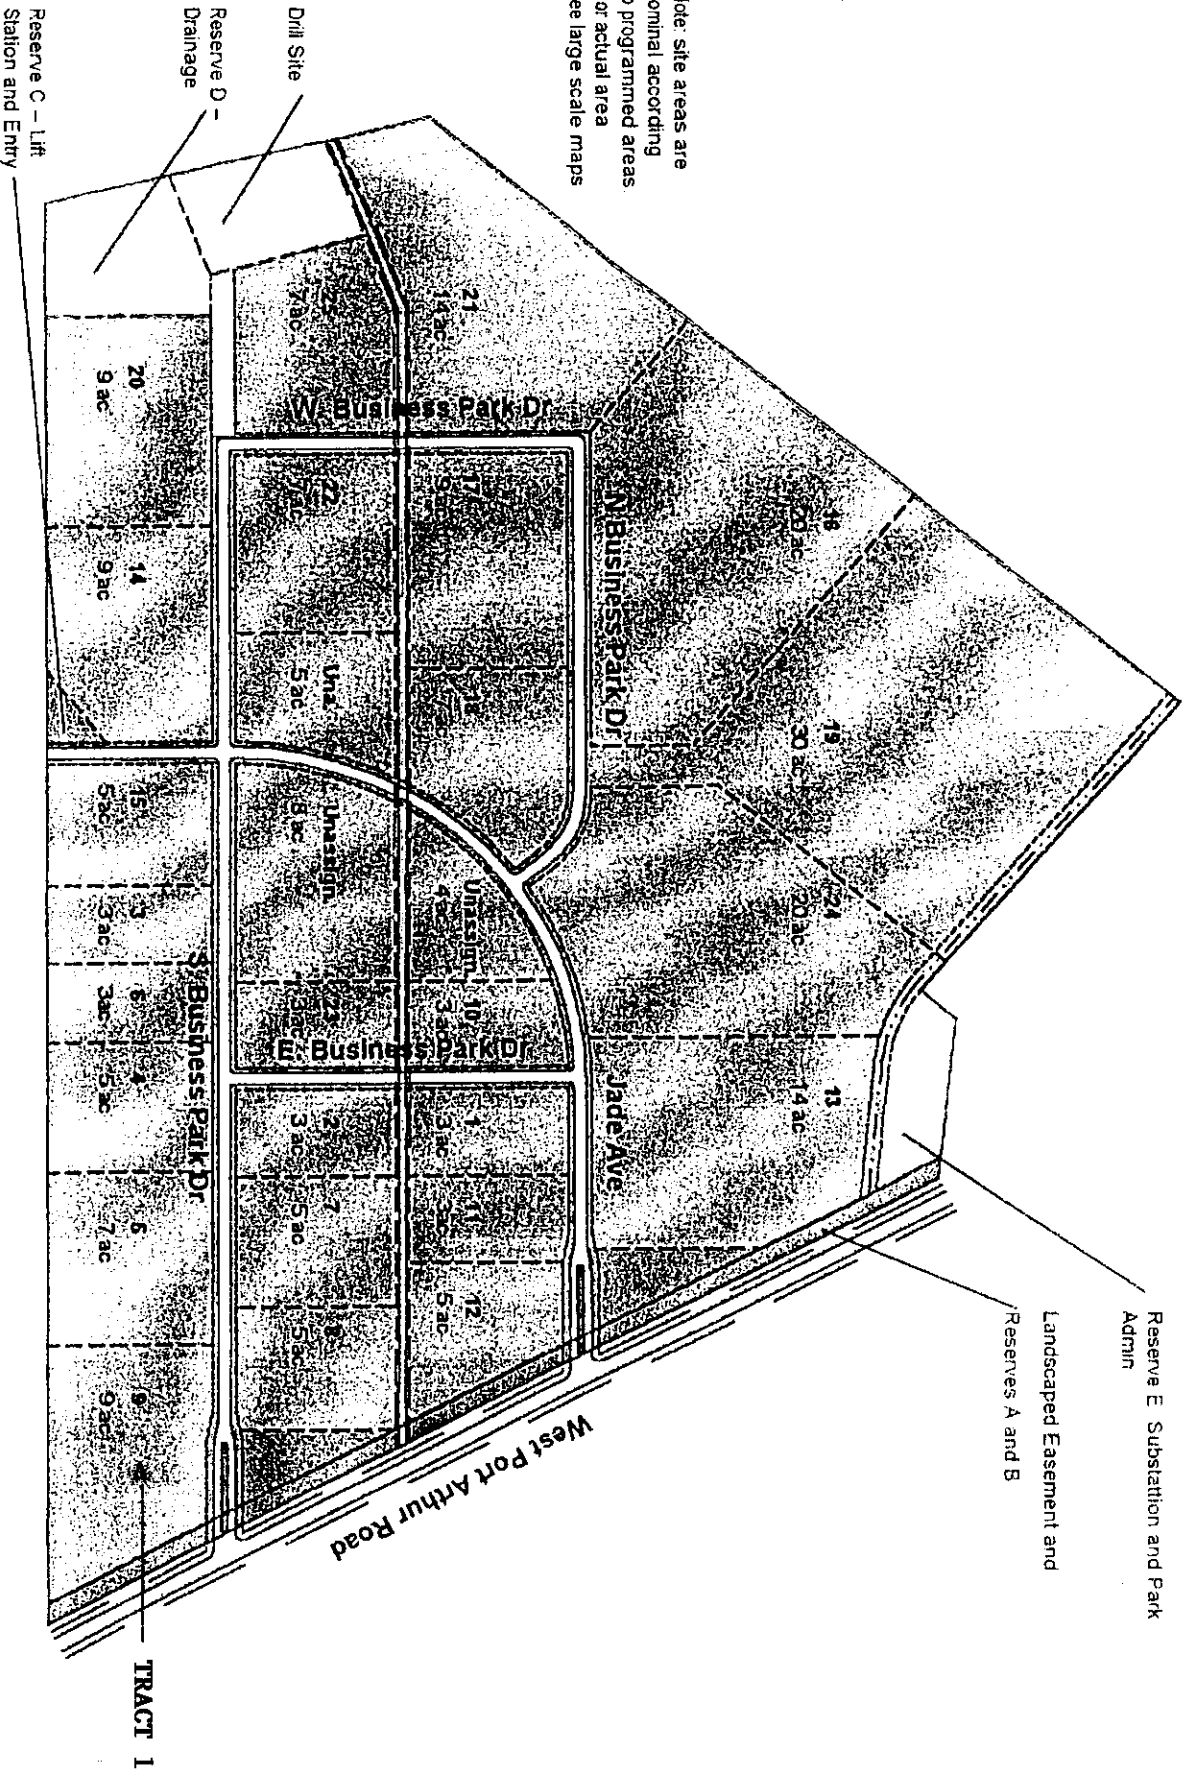 Note: site areas are
nominal according
to programmed areas
for actual area
see large scale maps
Drill Site
Reserve D –
Drainage
Reserve C – Lift
Station and Entry
Reserve E Substation and Park
Admin
Landscaped Easement and
Reserves A and B
West Port Arthur Road
TRACT 1
W. Business Park Dr
N Business Park Dr
E. Business Park Dr
S. Business Park Dr
Jade Ave
21
14 ac
25
7 ac
20
9 ac
14
9 ac
16
20 ac
19
30 ac
24
20 ac
13
14 ac
17
9 ac
18
22
Una
5 ac
Unassign
8 ac
Unassign
4 ac
10
3 ac
23
3 ac
15
5 ac
3
3 ac
6
3ac
4
5 ac
5
7 ac
9
9 ac
1
3 ac
2
3 ac
11
3ac
7
5 ac
12
5 ac
8
5 ac